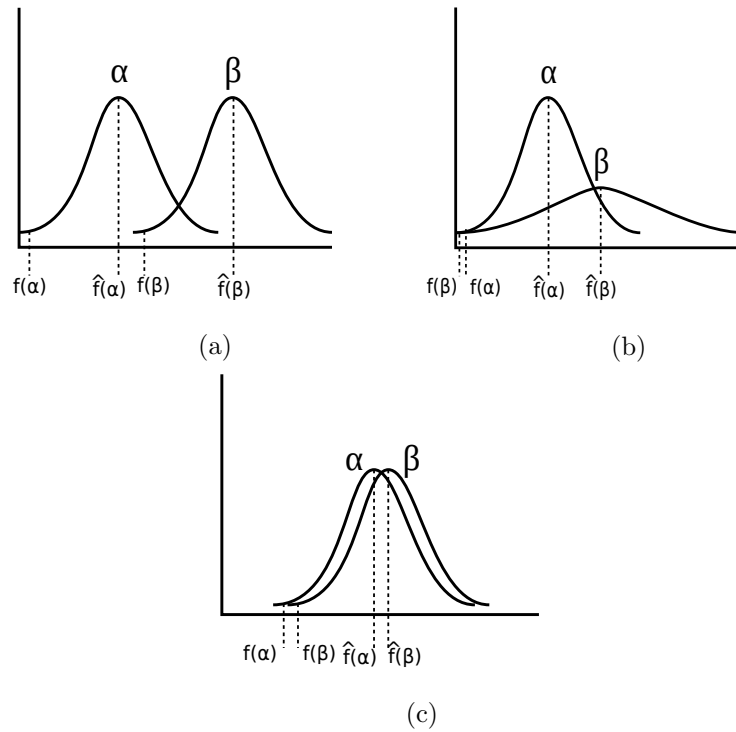 α β
f(α) f̂(α) f(β) f̂(β)
(a)
α
β
f(β) f(α) f̂(α) f̂(β)
(b)
α β
f(α) f(β) f̂(α) f̂(β)
(c)